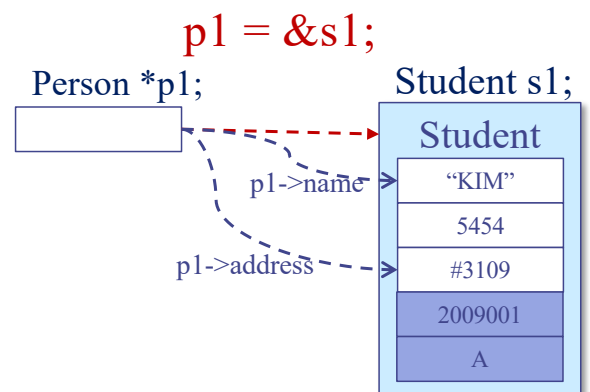 p1 = &s1;
Person *p1;
Student s1;
Student
p1->name
“KIM”
5454
p1->address
#3109
2009001
A